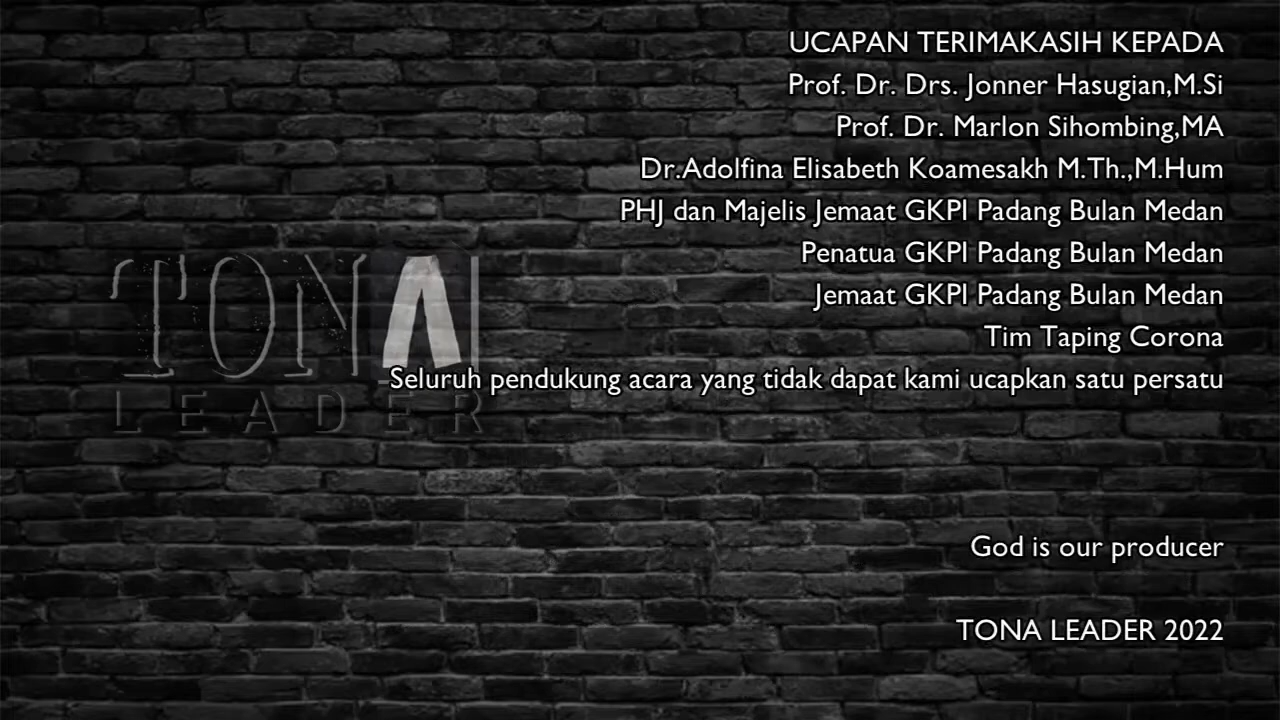 UCAPAN TERIMAKASIH KEPADA
Prof. Dr. Drs. Jonner Hasugian,M.Si
Prof. Dr. Marlon Sihombing,MA
Dr.Adolfina Elisabeth Koamesakh M.Th.,M.Hum
PHJ dan Majelis Jemaat GKPI Padang Bulan Medan
Penatua GKPI Padang Bulan Medan
Jemaat GKPI Padang Bulan Medan
Tim Taping Corona
Seluruh pendukung acara yang tidak dapat kami ucapkan satu persatu
TONA
LEADER
God is our producer
TONA LEADER 2022